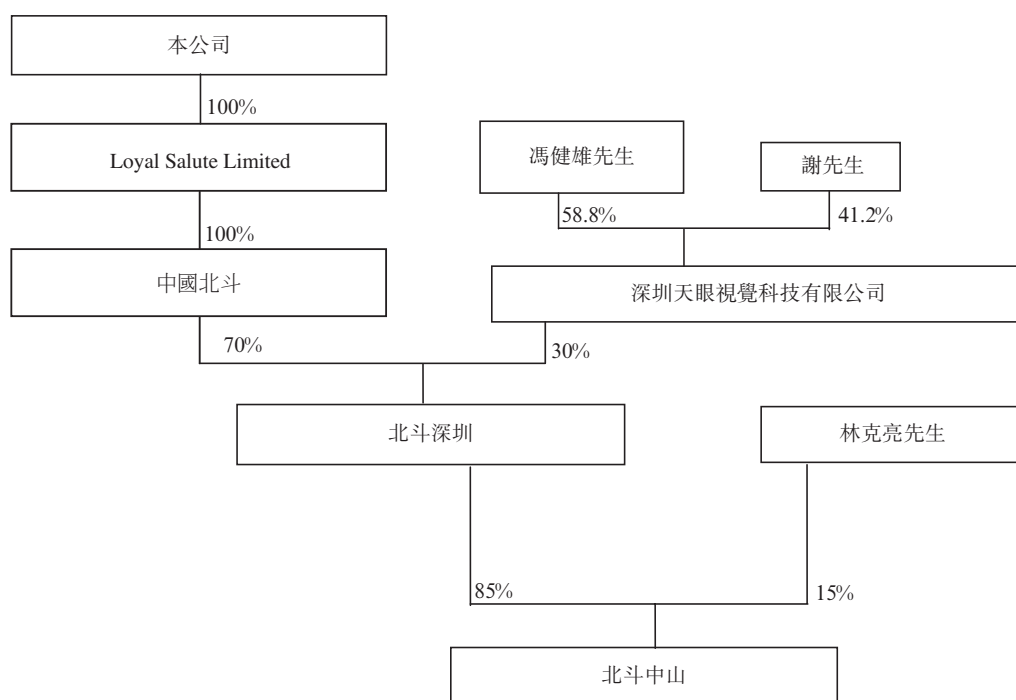 本公司
100%
Loyal Salute Limited
馮健雄先生
謝先生
100%
58.8%
41.2%
中國北斗
深圳天眼視覺科技有限公司
70%
30%
北斗深圳
林克亮先生
85%
15%
北斗中山